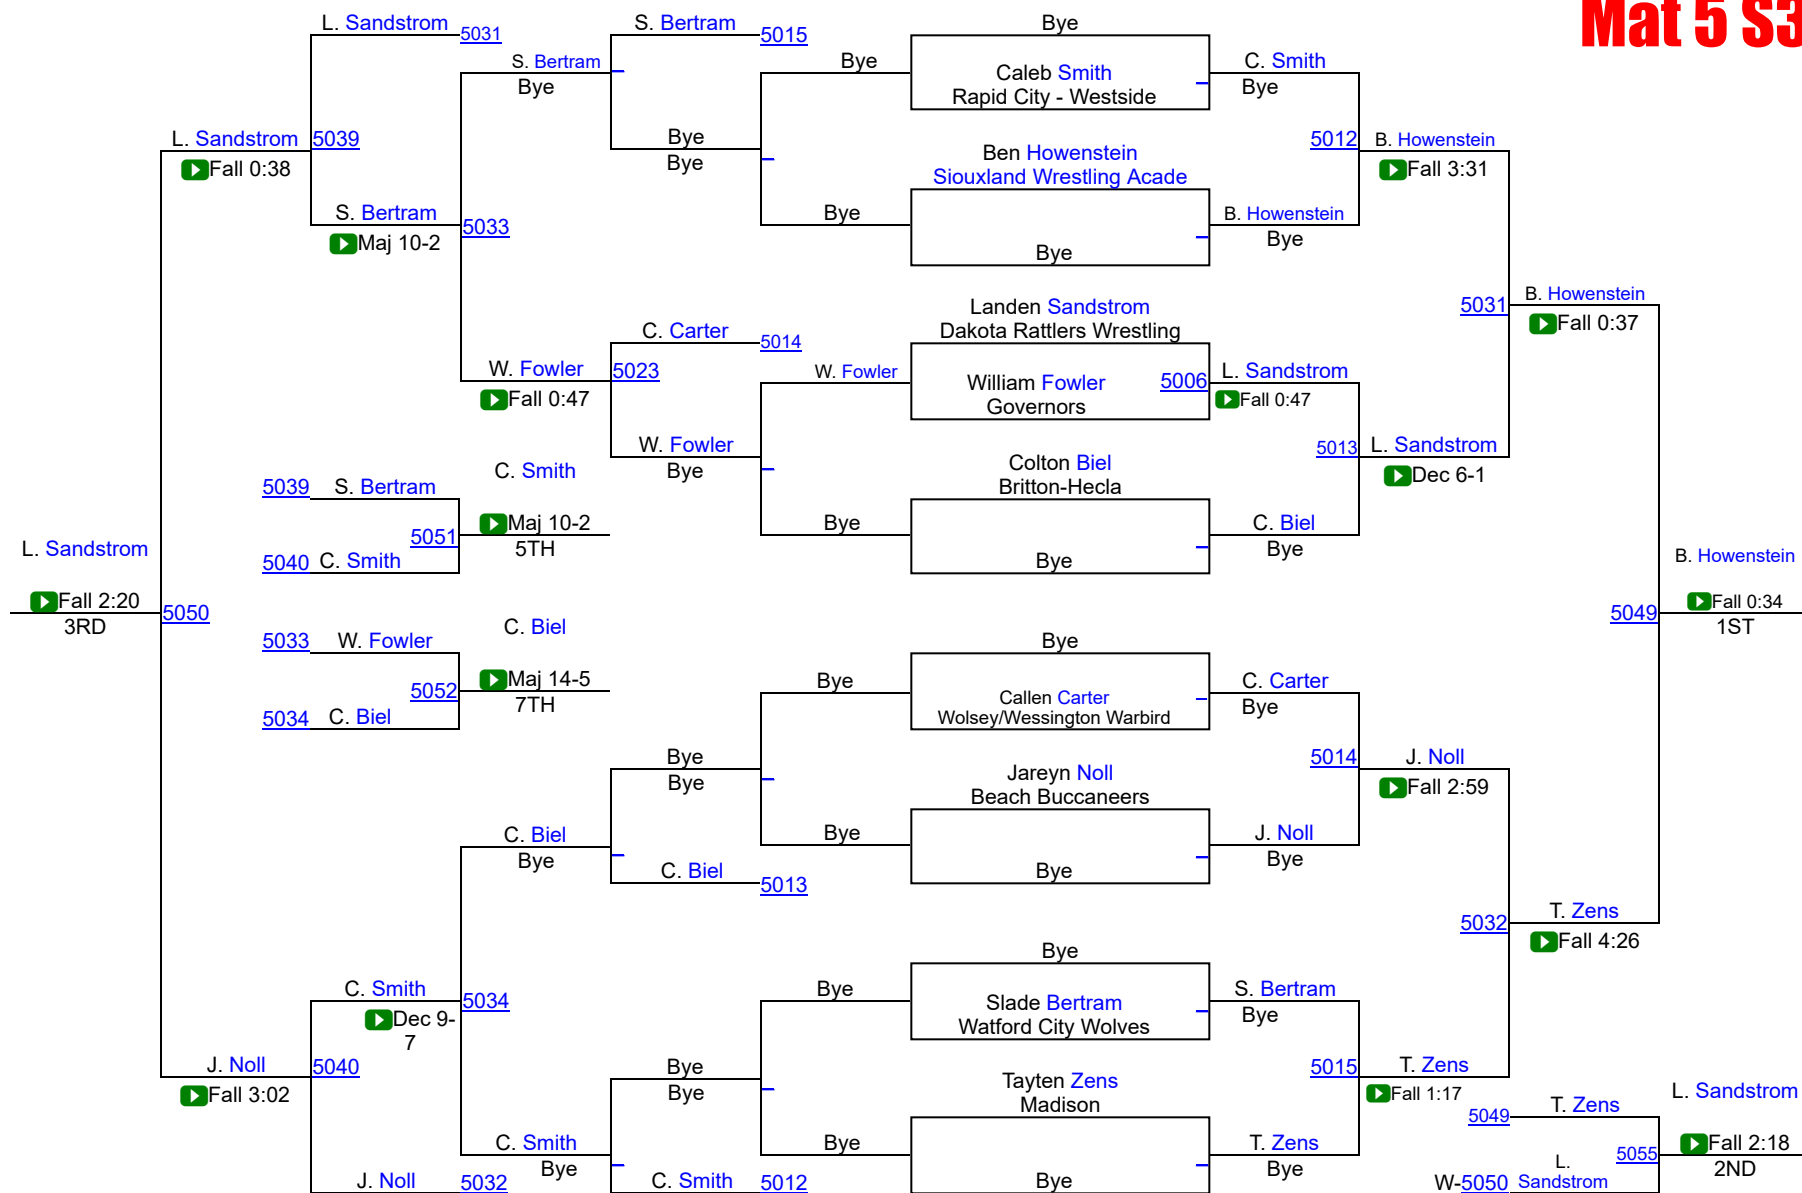 Mat 5 S3
L. Sandstrom 5031
S. Bertram 5015
Bye
S. Bertram
Bye
Bye
Caleb Smith
Rapid City - Westside
C. Smith
Bye
L. Sandstrom 5039
Fall 0:38
Bye
Bye
Ben Howenstein
Siouxland Wrestling Acade
5012 B. Howenstein
Fall 3:31
S. Bertram
Maj 10-2
5033
Bye
B. Howenstein
Bye
Bye
Landen Sandstrom
Dakota Rattlers Wrestling
5031 B. Howenstein
Fall 0:37
C. Carter 5014
W. Fowler 5023
Fall 0:47
W. Fowler
William Fowler
Governors
5006 L. Sandstrom
Fall 0:47
W. Fowler
Bye
Colton Biel
Britton-Hecla
5013 L. Sandstrom
Dec 6-1
C. Smith
5039 S. Bertram
5051
Maj 10-2
5TH
5040 C. Smith
Bye
C. Biel
Bye
Bye
L. Sandstrom
Fall 2:20
3RD
5050
B. Howenstein
5049
Fall 0:34
1ST
C. Biel
5033 W. Fowler
5052
Maj 14-5
7TH
5034 C. Biel
Bye
Bye
Callen Carter
Wolsey/Wessington Warbird
C. Carter
Bye
Bye
Bye
Jareyn Noll
Beach Buccaneers
5014 J. Noll
Fall 2:59
C. Biel
Bye
Bye
J. Noll
Bye
C. Biel 5013
Bye
5032 T. Zens
Fall 4:26
Bye
C. Smith
Dec 9-
7
5034
Bye
Slade Bertram
Watford City Wolves
S. Bertram
Bye
J. Noll 5040
Fall 3:02
Bye
Bye
Tayten Zens
Madison
5015 T. Zens
Fall 1:17
L. Sandstrom
5049 T. Zens
C. Smith
Bye
Bye
T. Zens
Bye
5055
Fall 2:18
2ND
J. Noll 5032
C. Smith 5012
Bye
L.
W-5050 Sandstrom